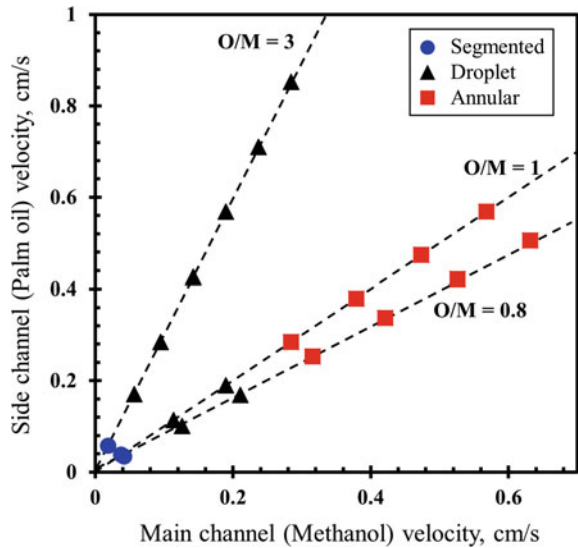 O/M = 3
Segmented
Droplet
Annular
O/M = 1
O/M = 0.8
Side channel (Palm oil) velocity, cm/s
1
0.8
0.6
0.4
0.2
0
0
0.2
0.4
0.6
Main channel (Methanol) velocity, cm/s